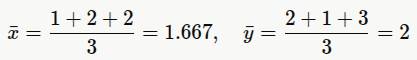 x̄ = (1 + 2 + 2)/3 = 1.667, ȳ = (2 + 1 + 3)/3 = 2